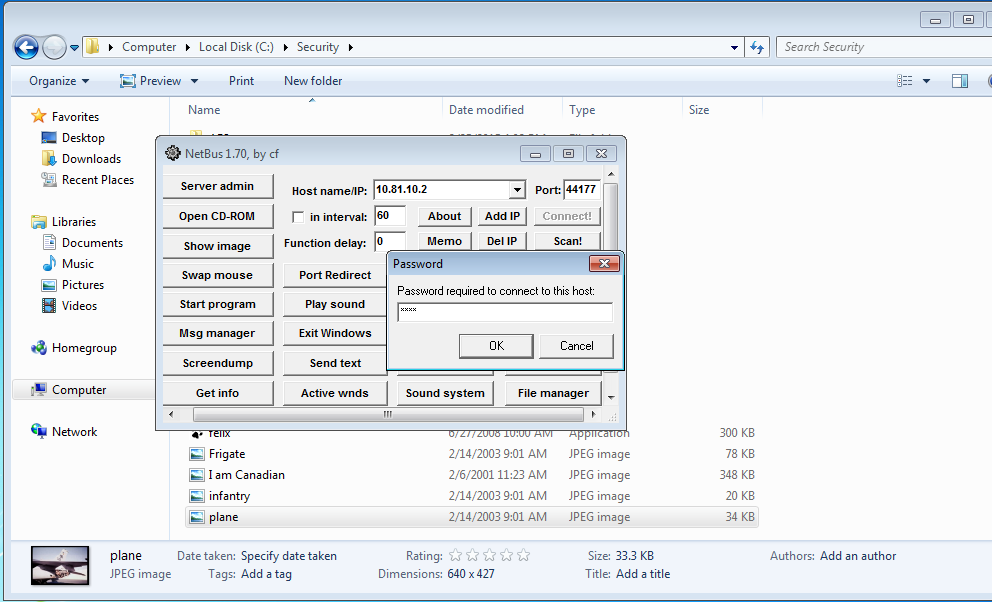 Computer Local Disk (C:) Security Search Security
Organize Preview Print New folder
Name Date modified Type Size
Favorites
Desktop
Downloads
Recent Places
Libraries
Documents
Music
Pictures
Videos
Homegroup
Computer
Network
NetBus 1.70, by cf
Server admin Host name/IP: 10.81.10.2 Port: 44177
Open CD-ROM in interval: 60 About Add IP Connect!
Show image Function delay: 0 Memo Del IP Scan!
Swap mouse Port Redirect
Start program Play sound
Msg manager Exit Windows
Screendump Send text
Get info Active wnds Sound system File manager
Password
Password required to connect to this host:
****
OK Cancel
felix 6/27/2008 10:00 AM Application 300 KB
Frigate 2/14/2003 9:01 AM JPEG image 78 KB
I am Canadian 2/6/2001 11:23 AM JPEG image 348 KB
infantry 2/14/2003 9:01 AM JPEG image 20 KB
plane 2/14/2003 9:01 AM JPEG image 34 KB
plane Date taken: Specify date taken Rating: Size: 33.3 KB Authors: Add an author
JPEG image Tags: Add a tag Dimensions: 640 x 427 Title: Add a title